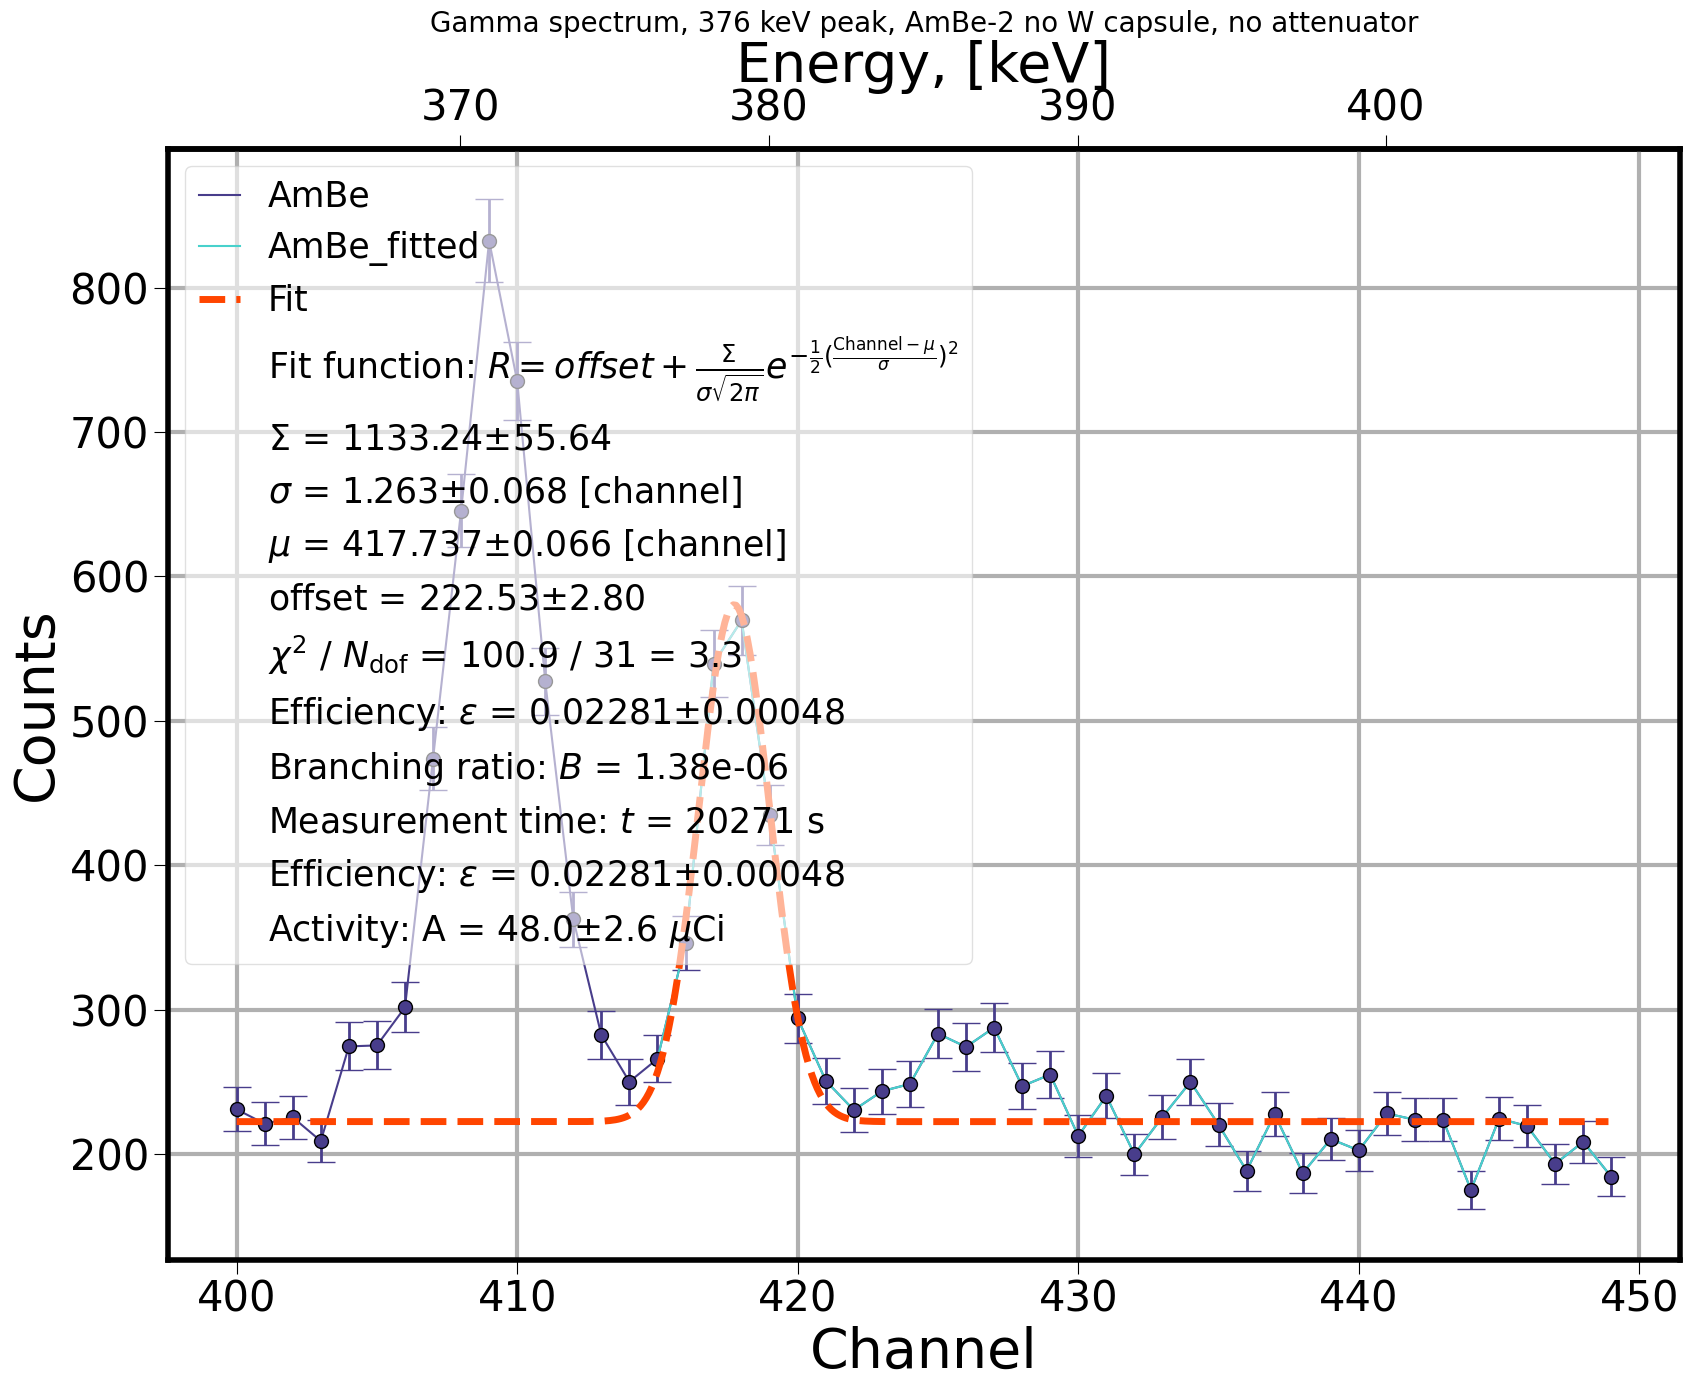 Gamma spectrum, 376 keV peak, AmBe-2 no W capsule, no attenuator
Energy, [keV]
370 380 390 400
AmBe
AmBe_fitted
Fit
Fit function: R = offset + Σ/(σ√2π) e^(−1/2((Channel − μ)/σ)^2)
Σ = 1133.24±55.64
σ = 1.263±0.068 [channel]
μ = 417.737±0.066 [channel]
offset = 222.53±2.80
χ² / N_dof = 100.9 / 31 = 3.3
Efficiency: ε = 0.02281±0.00048
Branching ratio: B = 1.38e-06
Measurement time: t = 20271 s
Efficiency: ε = 0.02281±0.00048
Activity: A = 48.0±2.6 μCi
800
700
600
500
400
300
200
Counts
400 410 420 430 440 450
Channel